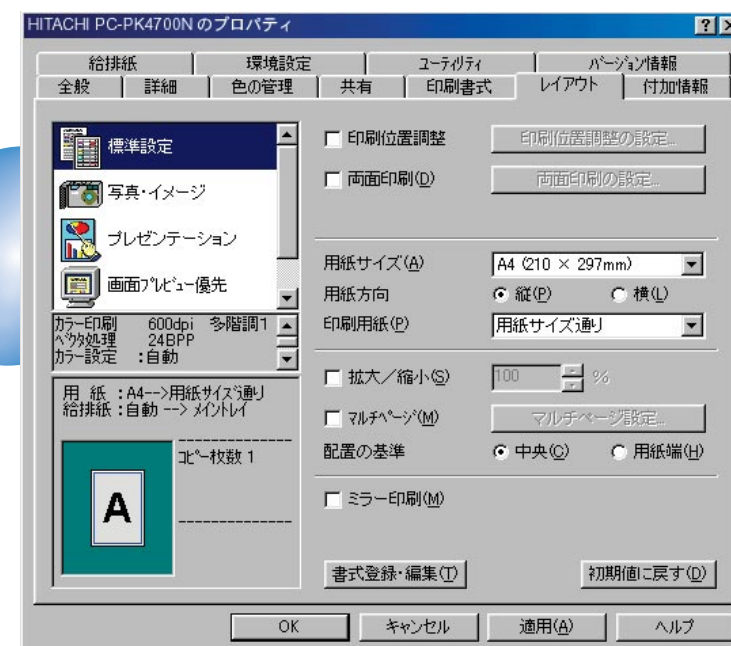 HITACHI PC-PK4700N のプロパティ
給排紙 環境設定 ユーティリティ バージョン情報
全般 詳細 色の管理 共有 印刷書式 レイアウト 付加情報
標準設定
写真・イメージ
プレゼンテーション
画面プレビュー優先
カラー印刷 600dpi 多階調1
ベクタ処理 24BPP
カラー設定 :自動
用 紙 :A4-->用紙サイズ通り
給排紙:自動 --> メイントレイ
コピー枚数 1
A
印刷位置調整 印刷位置調整の設定...
両面印刷(D) 両面印刷の設定...
用紙サイズ(A) A4 (210 × 297mm)
用紙方向 縦(P) 横(L)
印刷用紙(P) 用紙サイズ通り
拡大/縮小(S) 100 %
マルチページ(M) マルチページ設定...
配置の基準 中央(C) 用紙端(H)
ミラー印刷(M)
書式登録・編集(T) 初期値に戻す(D)
OK キャンセル 適用(A) ヘルプ